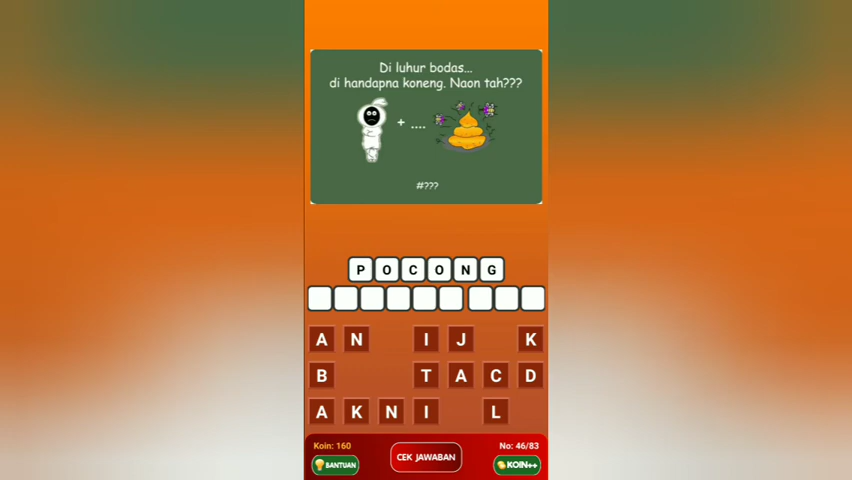 Di luhur bodas...
di handapna koneng. Naon tah???
+ ....
#???
P O C O N G
A N I J K
B T A C D
A K N I L
Koin: 160
No: 46/83
BANTUAN
CEK JAWABAN
KOIN++